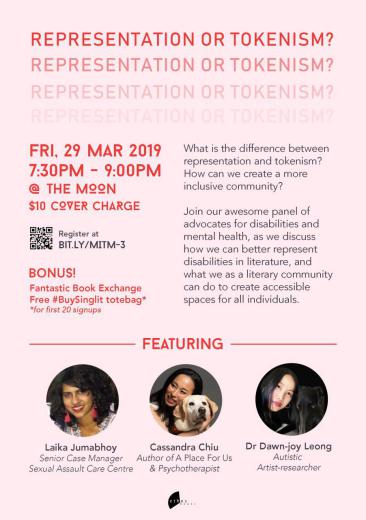 REPRESENTATION OR TOKENISM?
REPRESENTATION OR TOKENISM?
REPRESENTATION OR TOKENISM?
REPRESENTATION OR TOKENISM?
FRI, 29 MAR 2019
7:30PM - 9:00PM
@ THE MOON
$10 COVER CHARGE
Register at
BIT.LY/MITM-3
BONUS!
Fantastic Book Exchange
Free #BuySinglit totebag*
*for first 20 signups
What is the difference between
representation and tokenism?
How can we create a more
inclusive community?
Join our awesome panel of
advocates for disabilities and
mental health, as we discuss
how we can better represent
disabilities in literature, and
what we as a literary community
can do to create accessible
spaces for all individuals.
FEATURING
Laika Jumabhoy
Senior Case Manager
Sexual Assault Care Centre
Cassandra Chiu
Author of A Place For Us
& Psychotherapist
Dr Dawn-joy Leong
Autistic
Artist-researcher